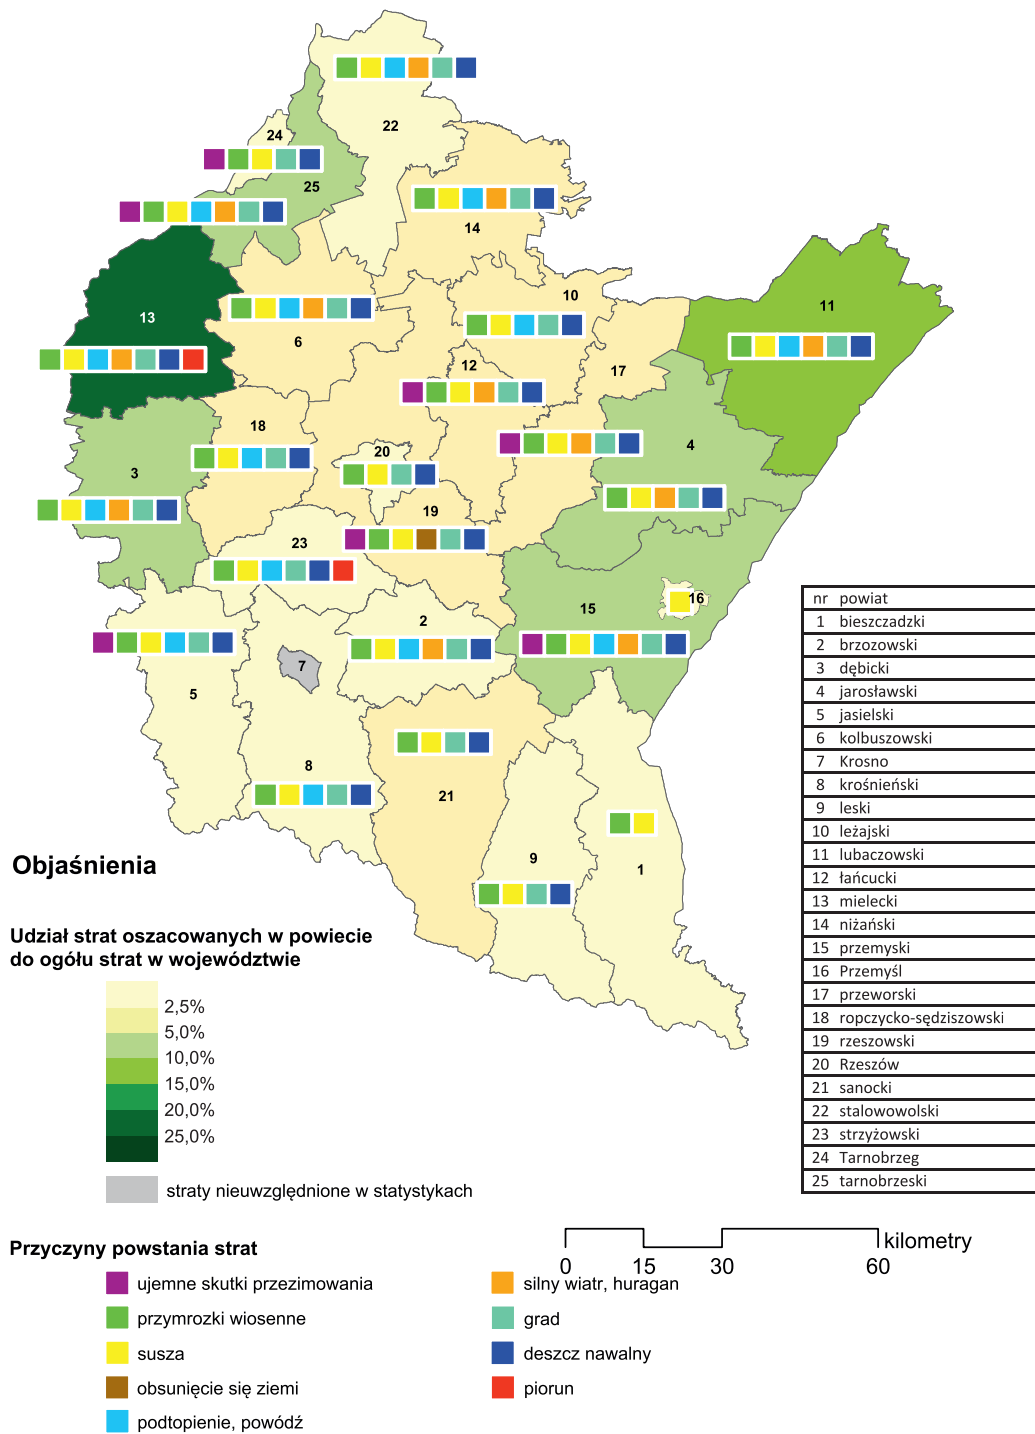 22
24
25
14
13
10
11
6
12
17
18
20
4
3
19
23
16
15
2
7
5
8
21
9
1
nr powiat
1 bieszczadzki
2 brzozowski
3 dębicki
4 jarosławski
5 jasielski
6 kolbuszowski
7 Krosno
8 krośnieński
9 leski
10 leżajski
11 lubaczowski
12 łańcucki
13 mielecki
14 niżański
15 przemyski
16 Przemyśl
17 przeworski
18 ropczycko-sędziszowski
19 rzeszowski
20 Rzeszów
21 sanocki
22 stalowowolski
23 strzyżowski
24 Tarnobrzeg
25 tarnobrzeski
Objaśnienia
Udział strat oszacowanych w powiecie
do ogółu strat w województwie
2,5%
5,0%
10,0%
15,0%
20,0%
25,0%
straty nieuwzględnione w statystykach
kilometry
0 15 30 60
Przyczyny powstania strat
ujemne skutki przezimowania
przymrozki wiosenne
susza
obsunięcie się ziemi
podtopienie, powódź
silny wiatr, huragan
grad
deszcz nawalny
piorun